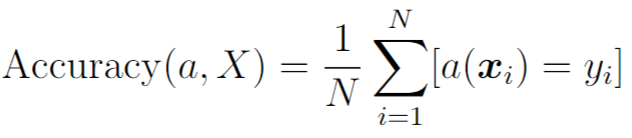 Accuracy(a, X) = \frac{1}{N} \sum_{i=1}^{N} [a(\boldsymbol{x}_i) = y_i]